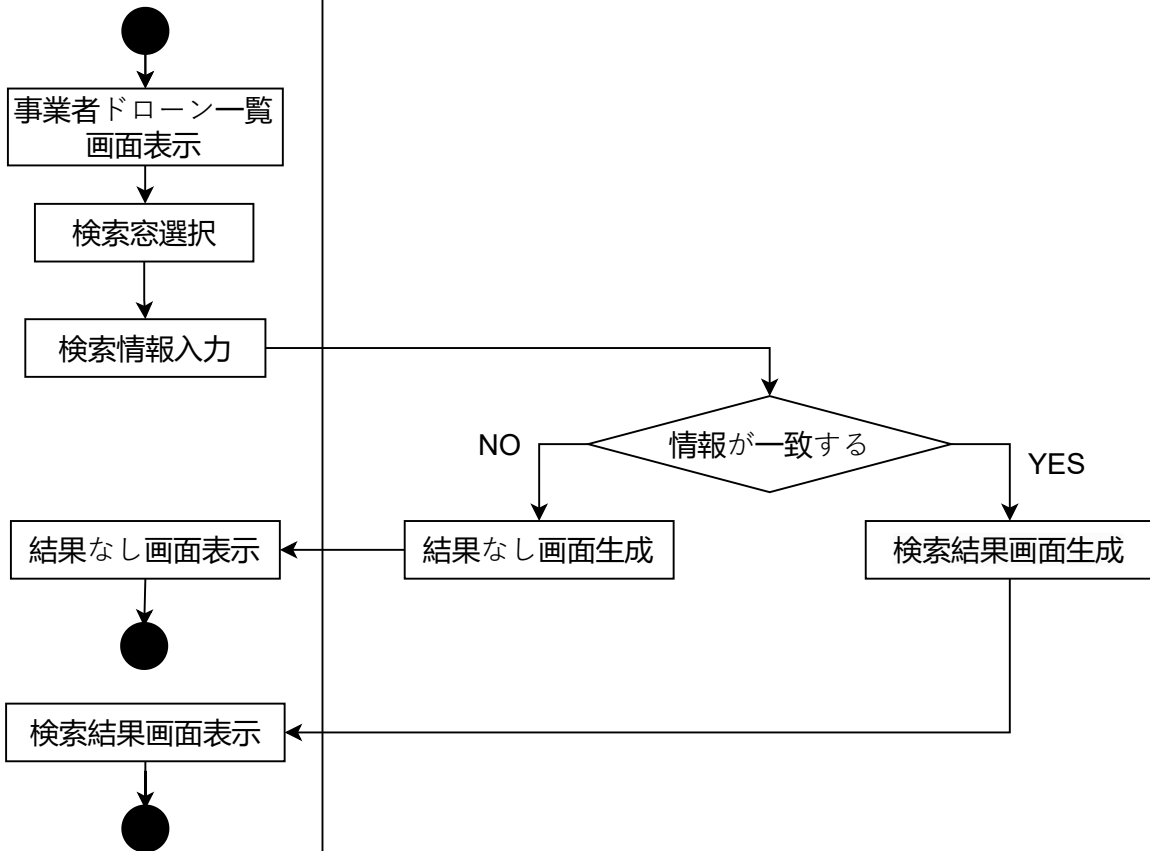 事業者ドローン一覧
画面表示
検索窓選択
検索情報入力
情報が一致する
NO
YES
結果なし画面表示
結果なし画面生成
検索結果画面生成
検索結果画面表示